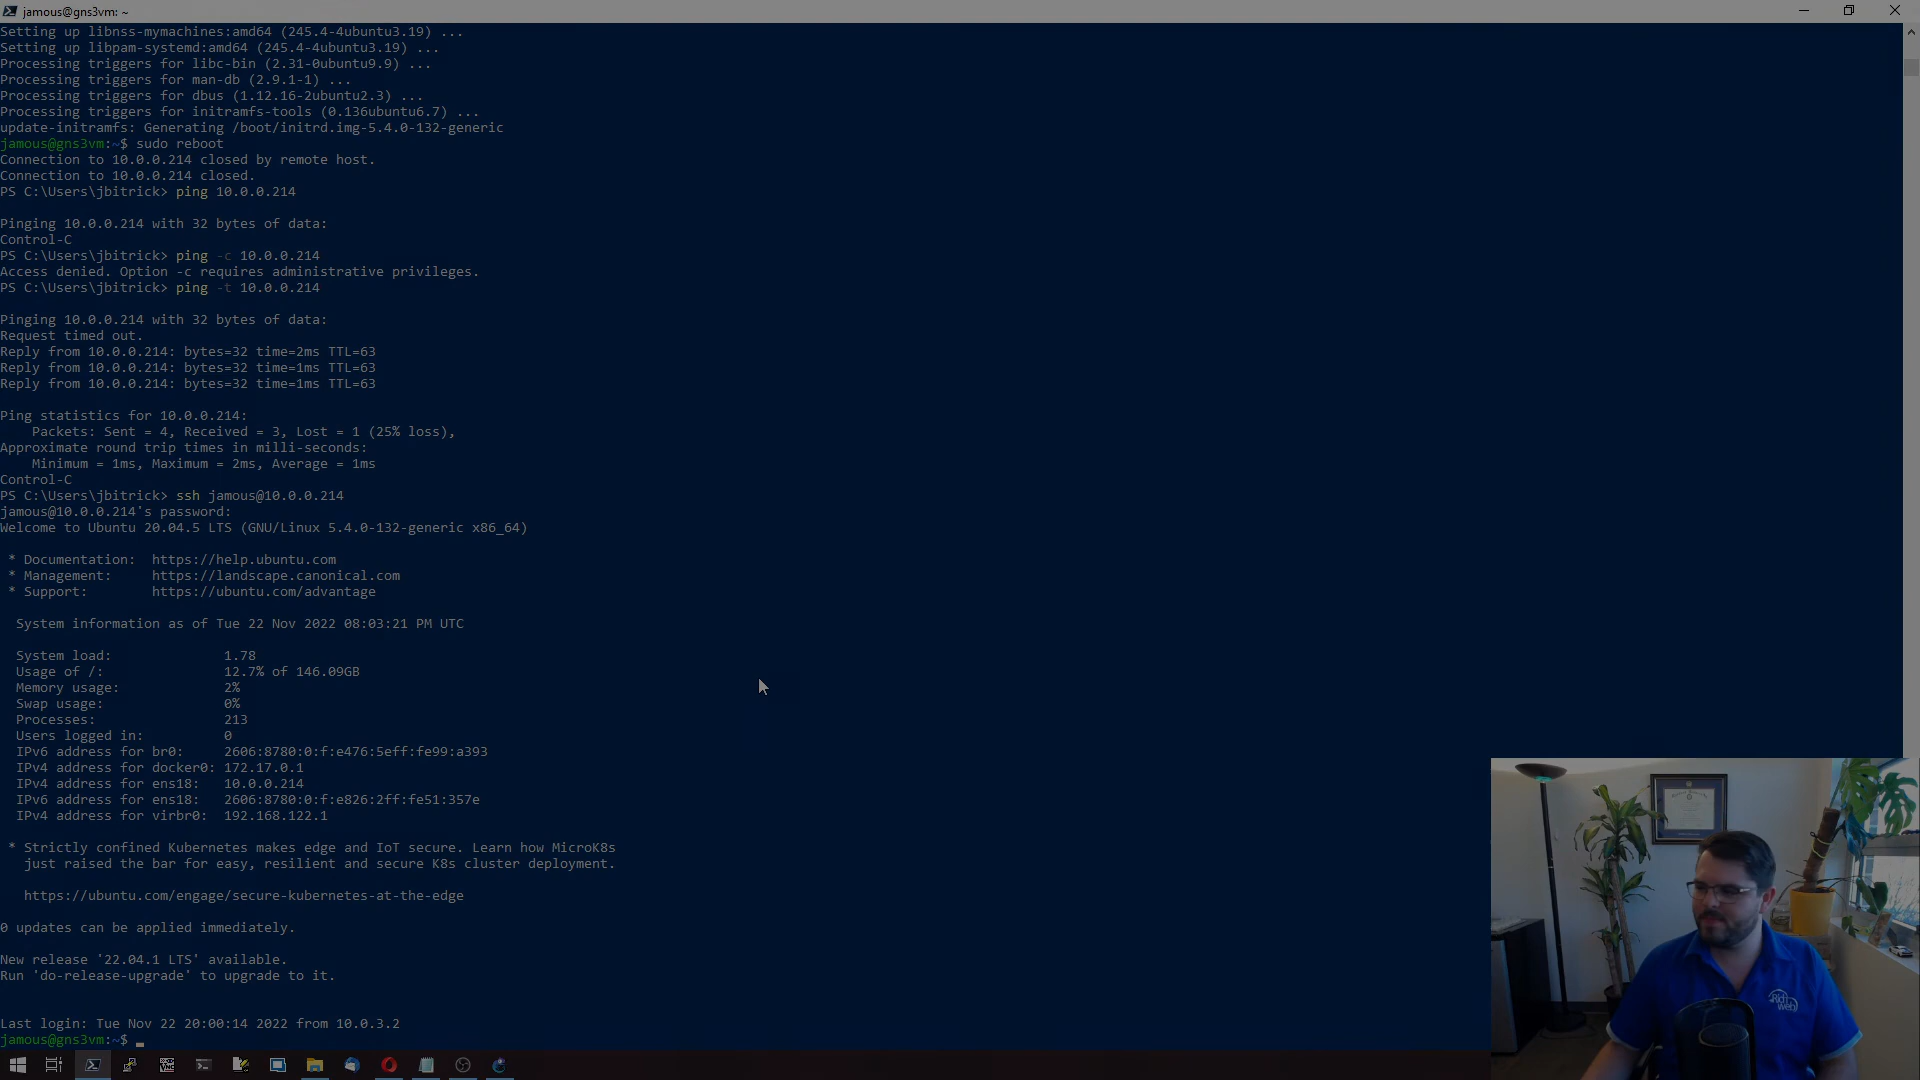 jamous@gns3vm: ~
Setting up libnss-mymachines:amd64 (245.4-4ubuntu3.19) ...
Setting up libpam-systemd:amd64 (245.4-4ubuntu3.19) ...
Processing triggers for libc-bin (2.31-0ubuntu9.9) ...
Processing triggers for man-db (2.9.1-1) ...
Processing triggers for dbus (1.12.16-2ubuntu2.3) ...
Processing triggers for initramfs-tools (0.136ubuntu6.7) ...
update-initramfs: Generating /boot/initrd.img-5.4.0-132-generic
jamous@gns3vm:~$ sudo reboot
Connection to 10.0.0.214 closed by remote host.
Connection to 10.0.0.214 closed.
PS C:\Users\jbitrick> ping 10.0.0.214
Pinging 10.0.0.214 with 32 bytes of data:
Control-C
PS C:\Users\jbitrick> ping -c 10.0.0.214
Access denied. Option -c requires administrative privileges.
PS C:\Users\jbitrick> ping -t 10.0.0.214
Pinging 10.0.0.214 with 32 bytes of data:
Request timed out.
Reply from 10.0.0.214: bytes=32 time=2ms TTL=63
Reply from 10.0.0.214: bytes=32 time=1ms TTL=63
Reply from 10.0.0.214: bytes=32 time=1ms TTL=63
Ping statistics for 10.0.0.214:
Packets: Sent = 4, Received = 3, Lost = 1 (25% loss),
Approximate round trip times in milli-seconds:
Minimum = 1ms, Maximum = 2ms, Average = 1ms
Control-C
PS C:\Users\jbitrick> ssh jamous@10.0.0.214
jamous@10.0.0.214's password:
Welcome to Ubuntu 20.04.5 LTS (GNU/Linux 5.4.0-132-generic x86_64)
* Documentation: https://help.ubuntu.com
* Management: https://landscape.canonical.com
* Support: https://ubuntu.com/advantage
System information as of Tue 22 Nov 2022 08:03:21 PM UTC
System load: 1.78
Usage of /: 12.7% of 146.09GB
Memory usage: 2%
Swap usage: 0%
Processes: 213
Users logged in: 0
IPv6 address for br0: 2606:8780:0:f:e476:5eff:fe99:a393
IPv4 address for docker0: 172.17.0.1
IPv4 address for ens18: 10.0.0.214
IPv6 address for ens18: 2606:8780:0:f:e826:2ff:fe51:357e
IPv4 address for virbr0: 192.168.122.1
* Strictly confined Kubernetes makes edge and IoT secure. Learn how MicroK8s
just raised the bar for easy, resilient and secure K8s cluster deployment.
https://ubuntu.com/engage/secure-kubernetes-at-the-edge
0 updates can be applied immediately.
New release '22.04.1 LTS' available.
Run 'do-release-upgrade' to upgrade to it.
Last login: Tue Nov 22 20:00:14 2022 from 10.0.3.2
jamous@gns3vm:~$